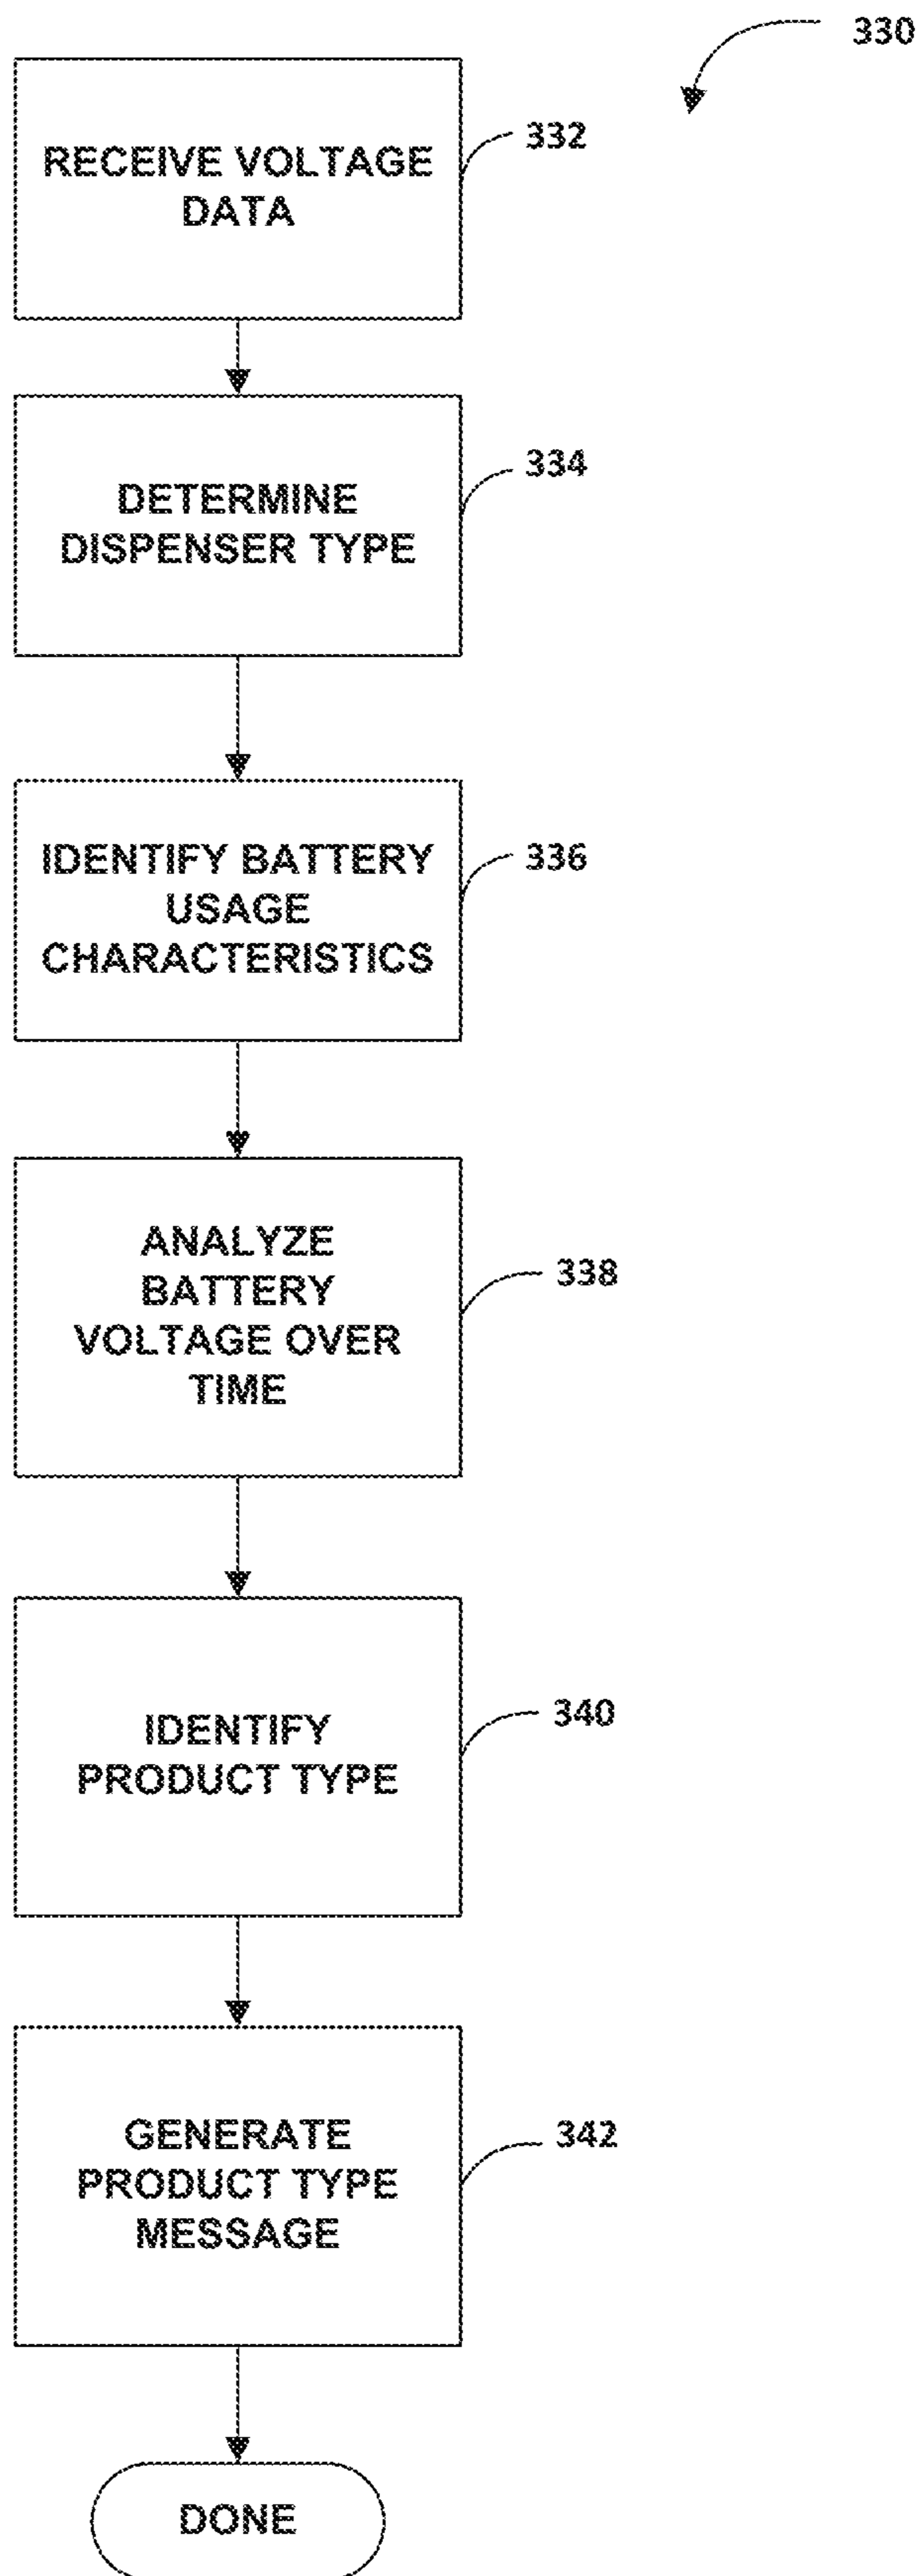 330
RECEIVE VOLTAGE
DATA
332
DETERMINE
DISPENSER TYPE
334
IDENTIFY BATTERY
USAGE
CHARACTERISTICS
336
ANALYZE
BATTERY
VOLTAGE OVER
TIME
338
IDENTIFY
PRODUCT TYPE
340
GENERATE
PRODUCT TYPE
MESSAGE
342
DONE